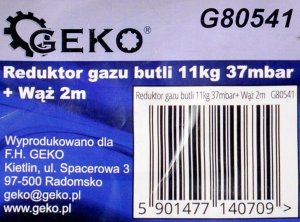 GEKO®
G80541
Reduktor gazu butli 11kg 37mbar
+ Wąż 2m
Reduktor gazu butli 11kg 37mbar+ Wąż 2m G80541
Wyprodukowano dla
F.H. GEKO
Kietlin, ul. Spacerowa 3
97-500 Radomsko
geko@geko.pl
www.geko.pl
5 901477 140709 >